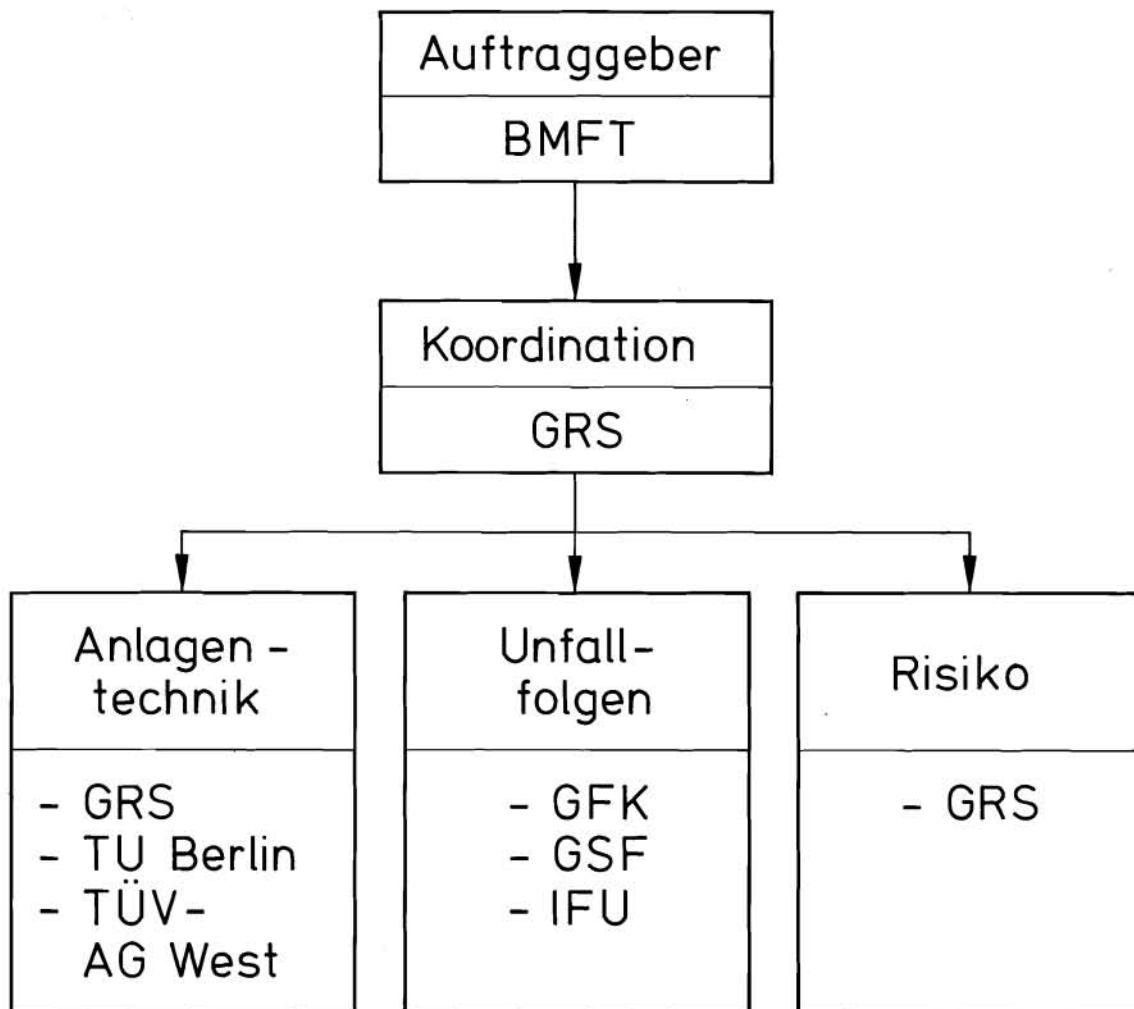 Auftraggeber
BMFT
Koordination
GRS
Anlagen-
technik
- GRS
- TU Berlin
- TÜV-
AG West
Unfall-
folgen
- GFK
- GSF
- IFU
Risiko
- GRS